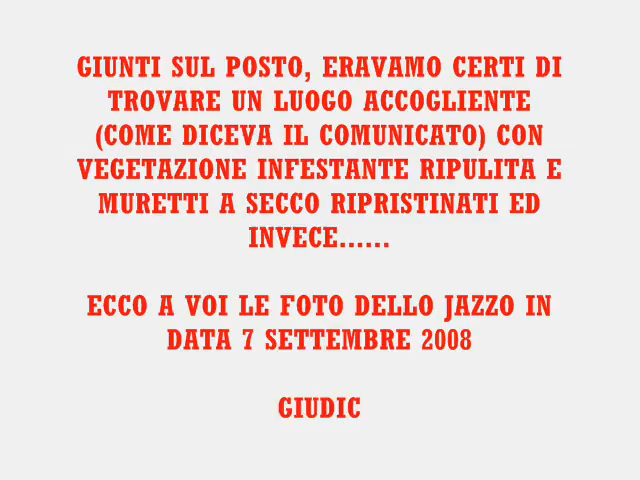 GIUNTI SUL POSTO, ERAVAMO CERTI DI
TROVARE UN LUOGO ACCOGLIENTE
(COME DICEVA IL COMUNICATO) CON
VEGETAZIONE INFESTANTE RIPULITA E
MURETTI A SECCO RIPRISTINATI ED
INVECE......
ECCO A VOI LE FOTO DELLO JAZZO IN
DATA 7 SETTEMBRE 2008
GIUDIC